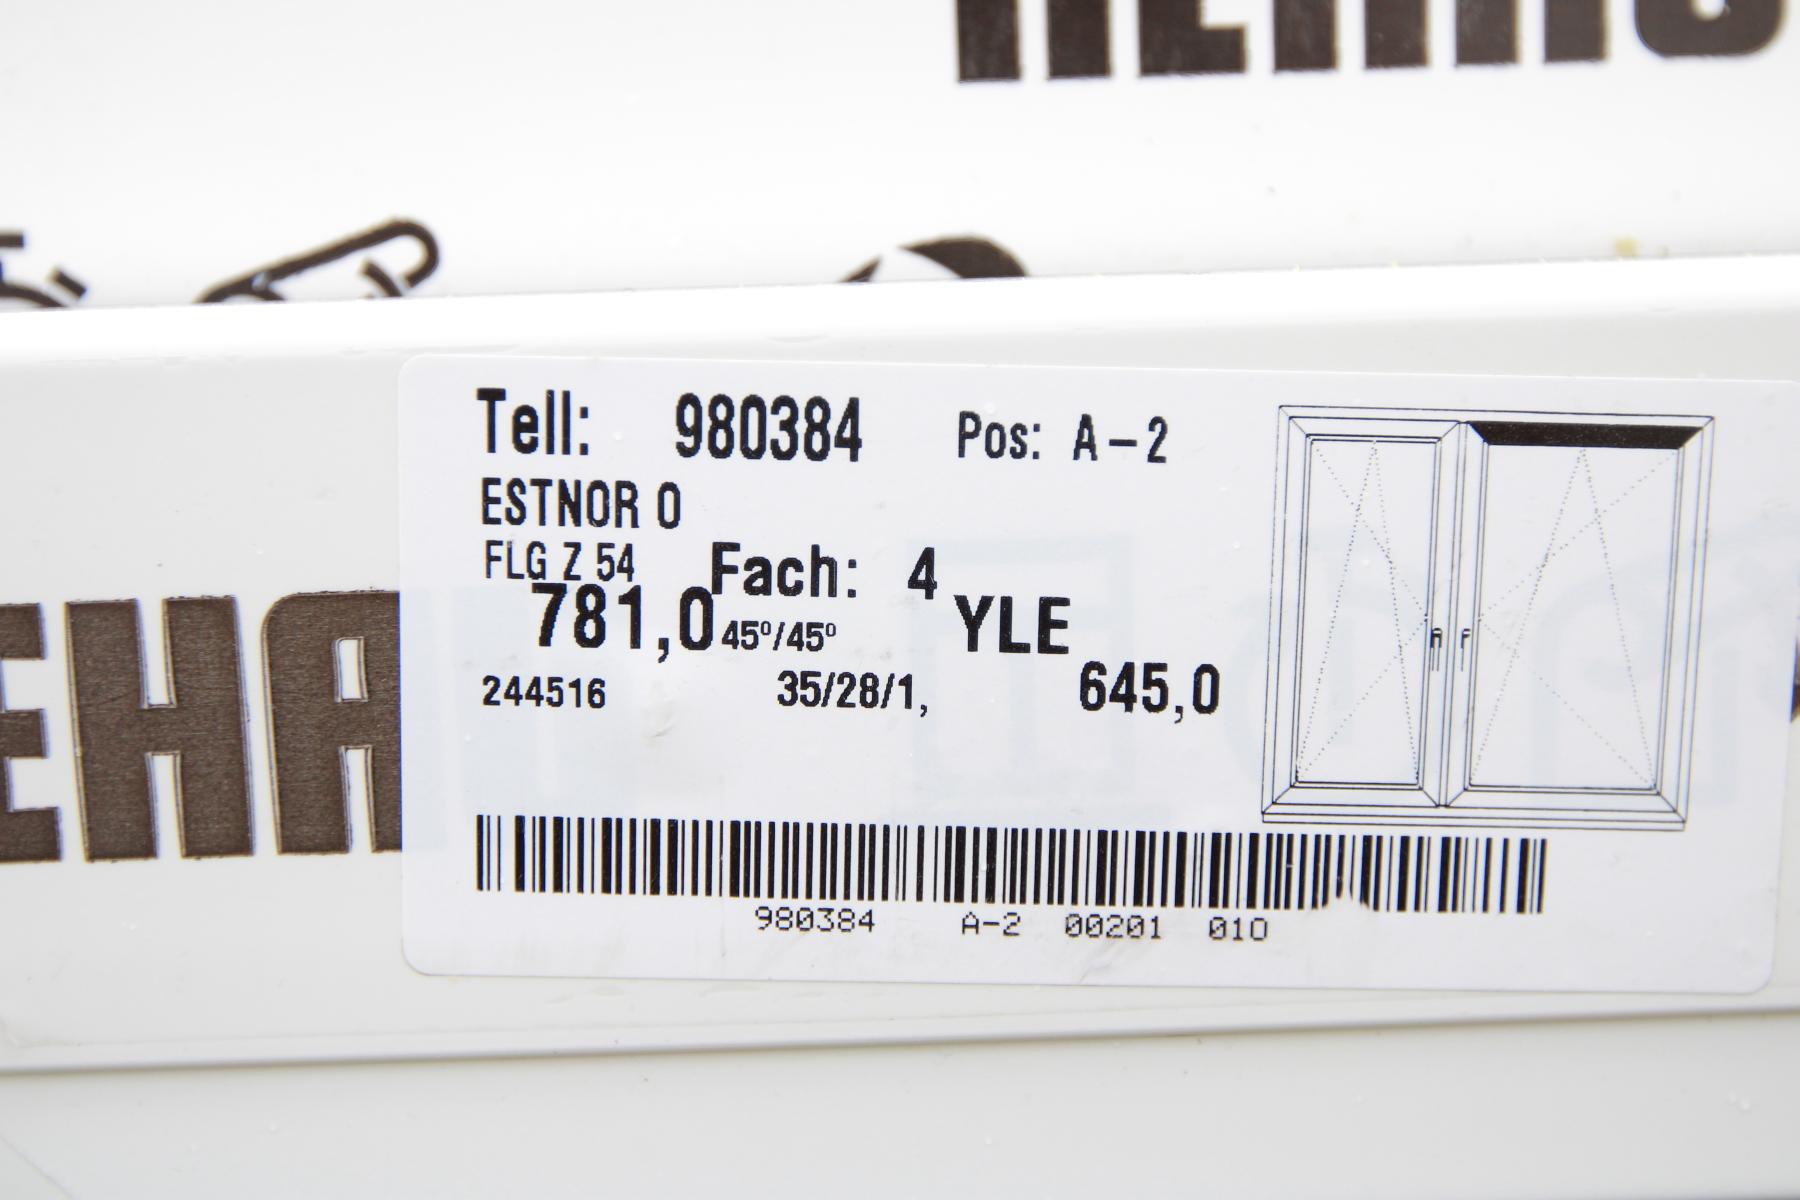 Tell: 980384 Pos: A-2
ESTNOR O
FLG Z 54 Fach: 4
781,0 45°/45° YLE
244516 35/28/1, 645,0
EHA
980384 A-2 00201 010